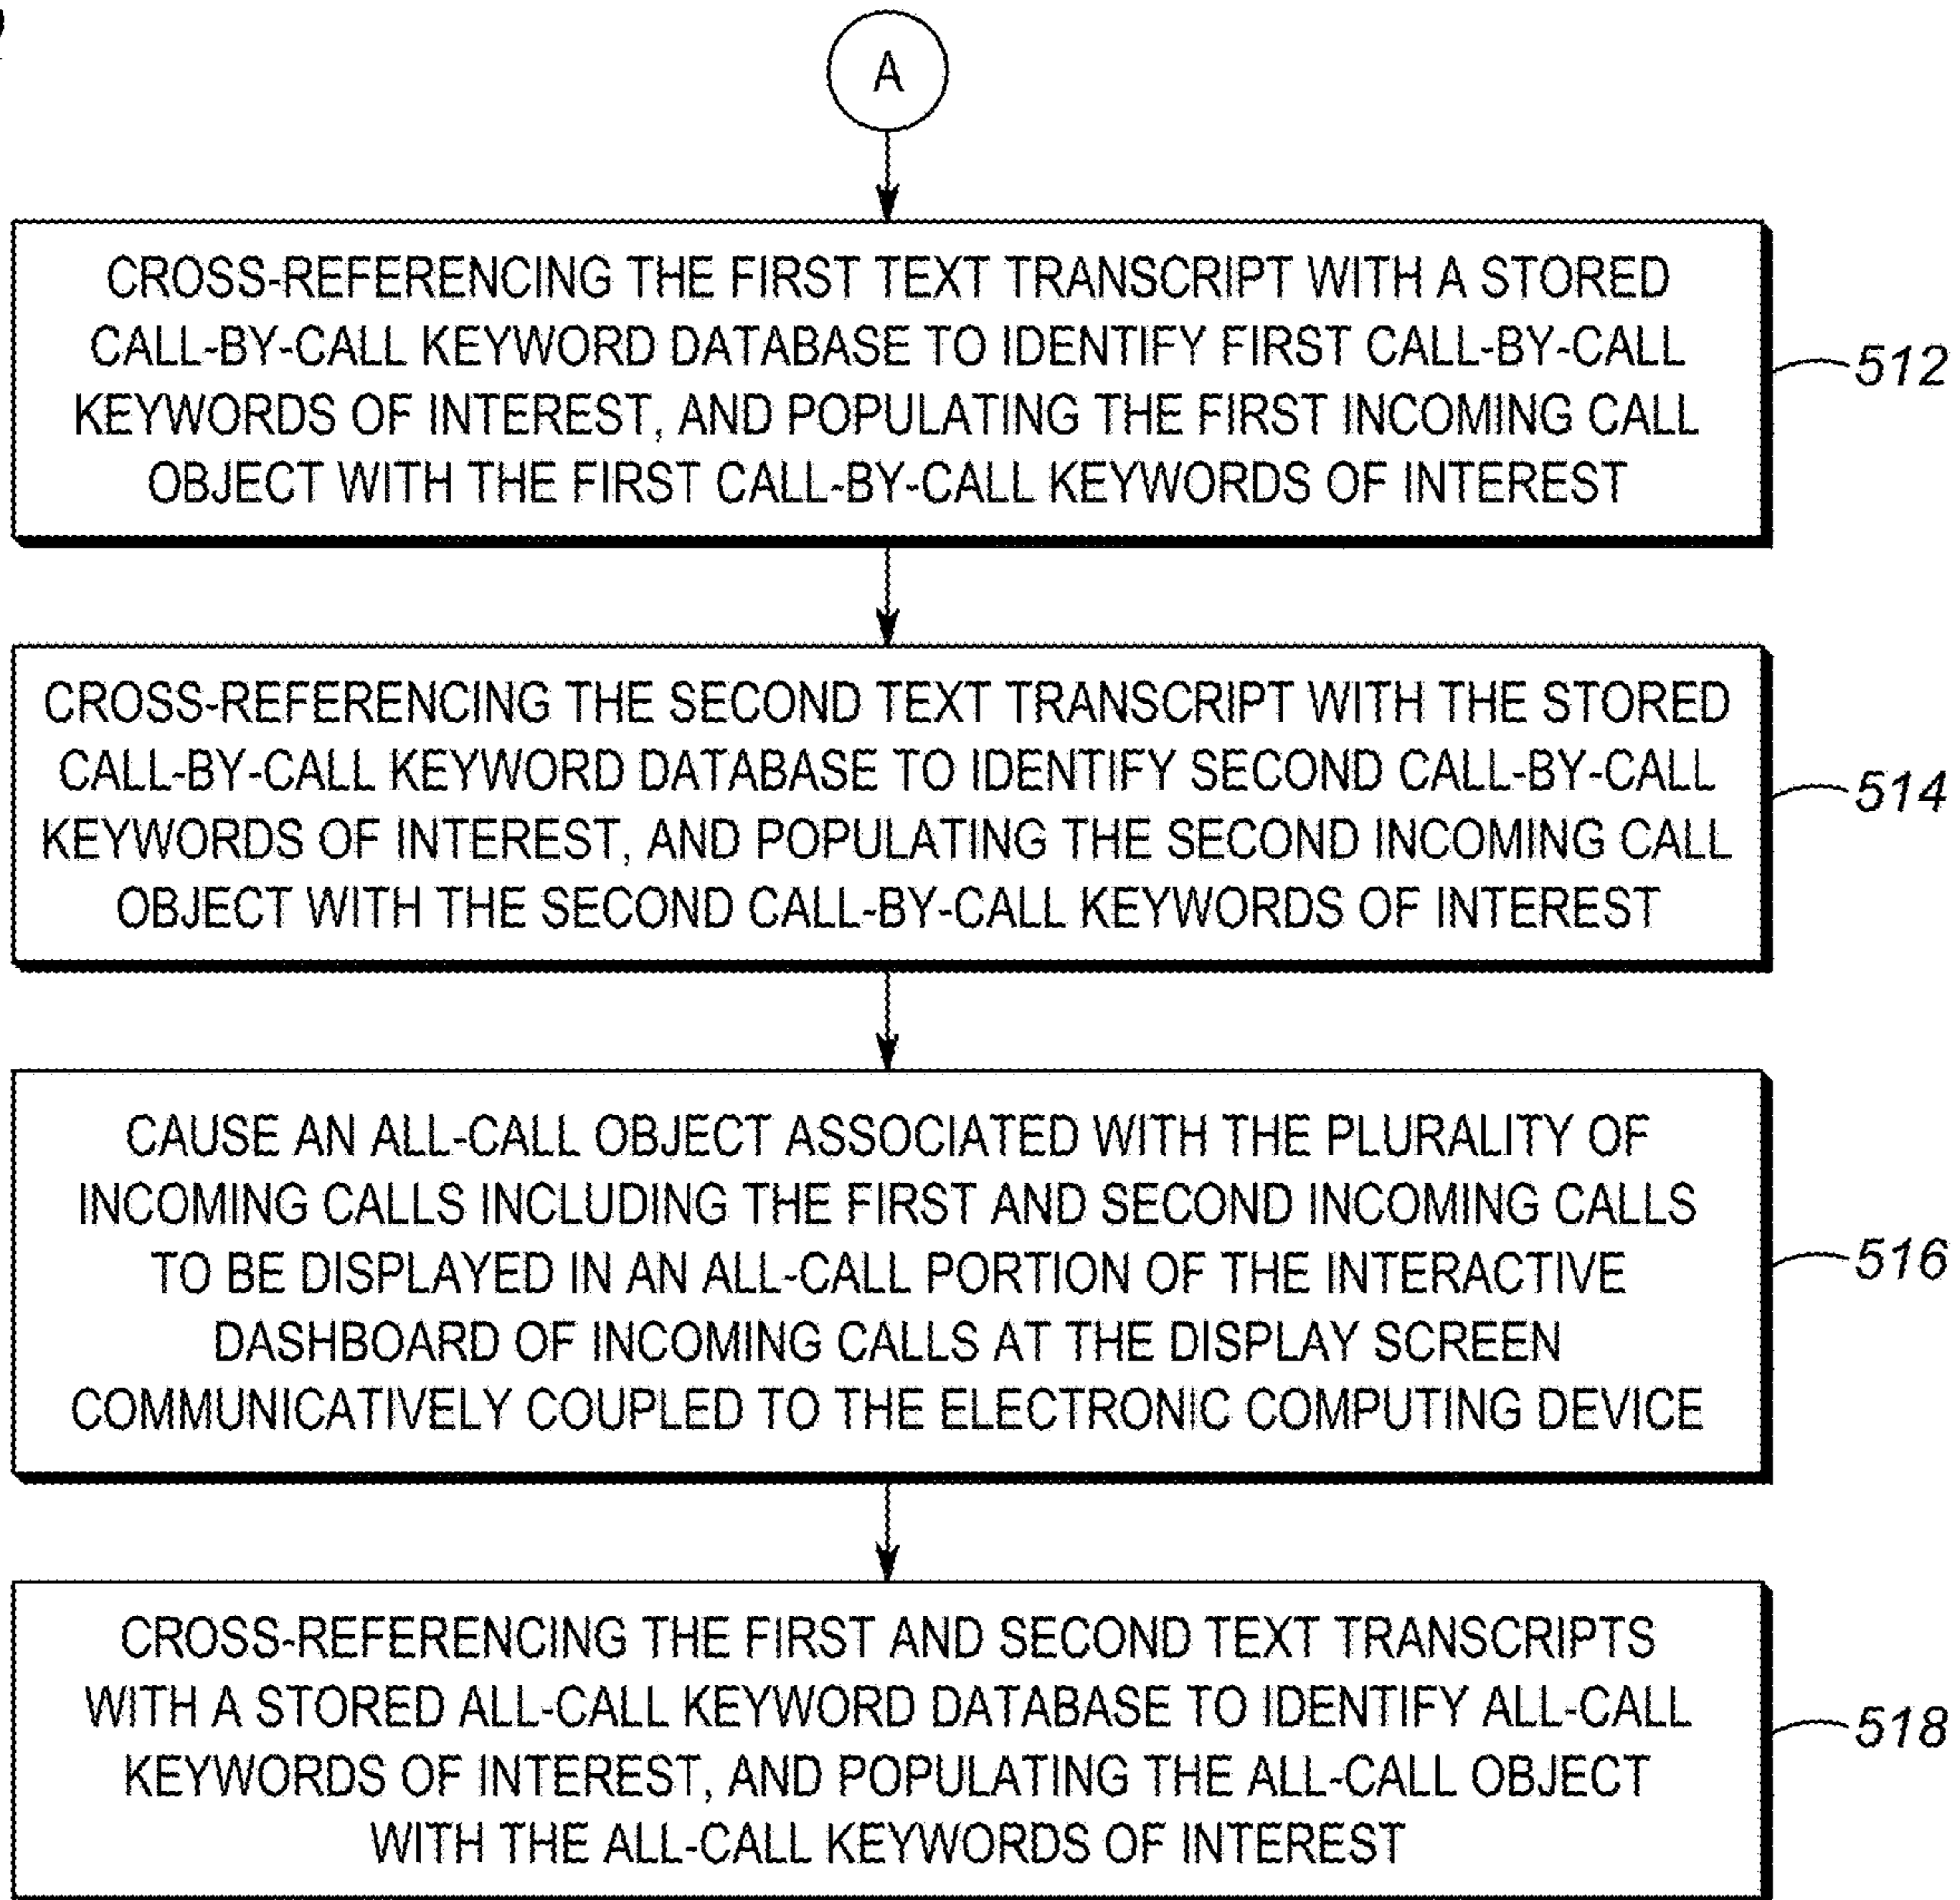 A
CROSS-REFERENCING THE FIRST TEXT TRANSCRIPT WITH A STORED
CALL-BY-CALL KEYWORD DATABASE TO IDENTIFY FIRST CALL-BY-CALL
KEYWORDS OF INTEREST, AND POPULATING THE FIRST INCOMING CALL
OBJECT WITH THE FIRST CALL-BY-CALL KEYWORDS OF INTEREST
512
CROSS-REFERENCING THE SECOND TEXT TRANSCRIPT WITH THE STORED
CALL-BY-CALL KEYWORD DATABASE TO IDENTIFY SECOND CALL-BY-CALL
KEYWORDS OF INTEREST, AND POPULATING THE SECOND INCOMING CALL
OBJECT WITH THE SECOND CALL-BY-CALL KEYWORDS OF INTEREST
514
CAUSE AN ALL-CALL OBJECT ASSOCIATED WITH THE PLURALITY OF
INCOMING CALLS INCLUDING THE FIRST AND SECOND INCOMING CALLS
TO BE DISPLAYED IN AN ALL-CALL PORTION OF THE INTERACTIVE
DASHBOARD OF INCOMING CALLS AT THE DISPLAY SCREEN
COMMUNICATIVELY COUPLED TO THE ELECTRONIC COMPUTING DEVICE
516
CROSS-REFERENCING THE FIRST AND SECOND TEXT TRANSCRIPTS
WITH A STORED ALL-CALL KEYWORD DATABASE TO IDENTIFY ALL-CALL
KEYWORDS OF INTEREST, AND POPULATING THE ALL-CALL OBJECT
WITH THE ALL-CALL KEYWORDS OF INTEREST
518